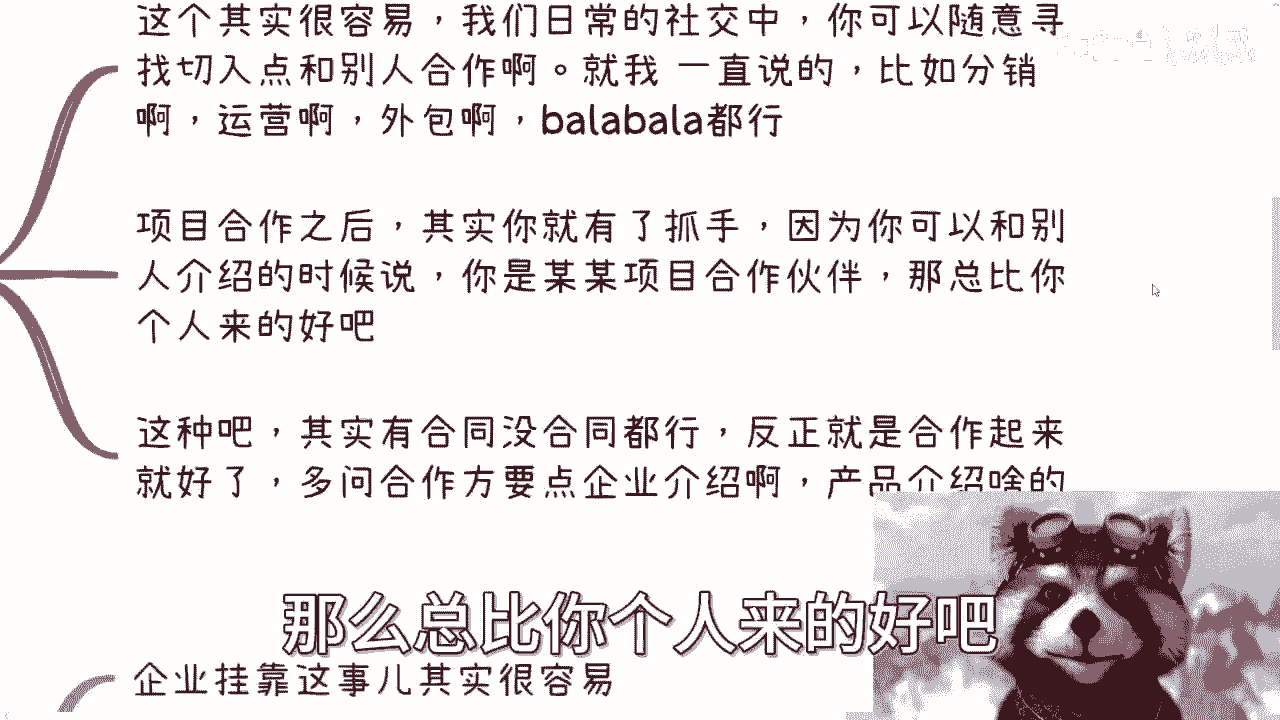 这个其实很容易，我们日常的社交中，你可以随意寻
找切入点和别人合作啊。就我 一直说的，比如分销
啊，运营啊，外包啊，balabala都行
项目合作之后，其实你就有了抓手，因为你可以和别
人介绍的时候说，你是某某项目合作伙伴，那总比你
个人来的好吧
这种吧，其实有合同没合同都行，反正就是合作起来
就好了，多问合作方要点企业介绍啊，产品介绍啥的
那么总比你个人来的好吧
企业挂靠这事儿其实很容易